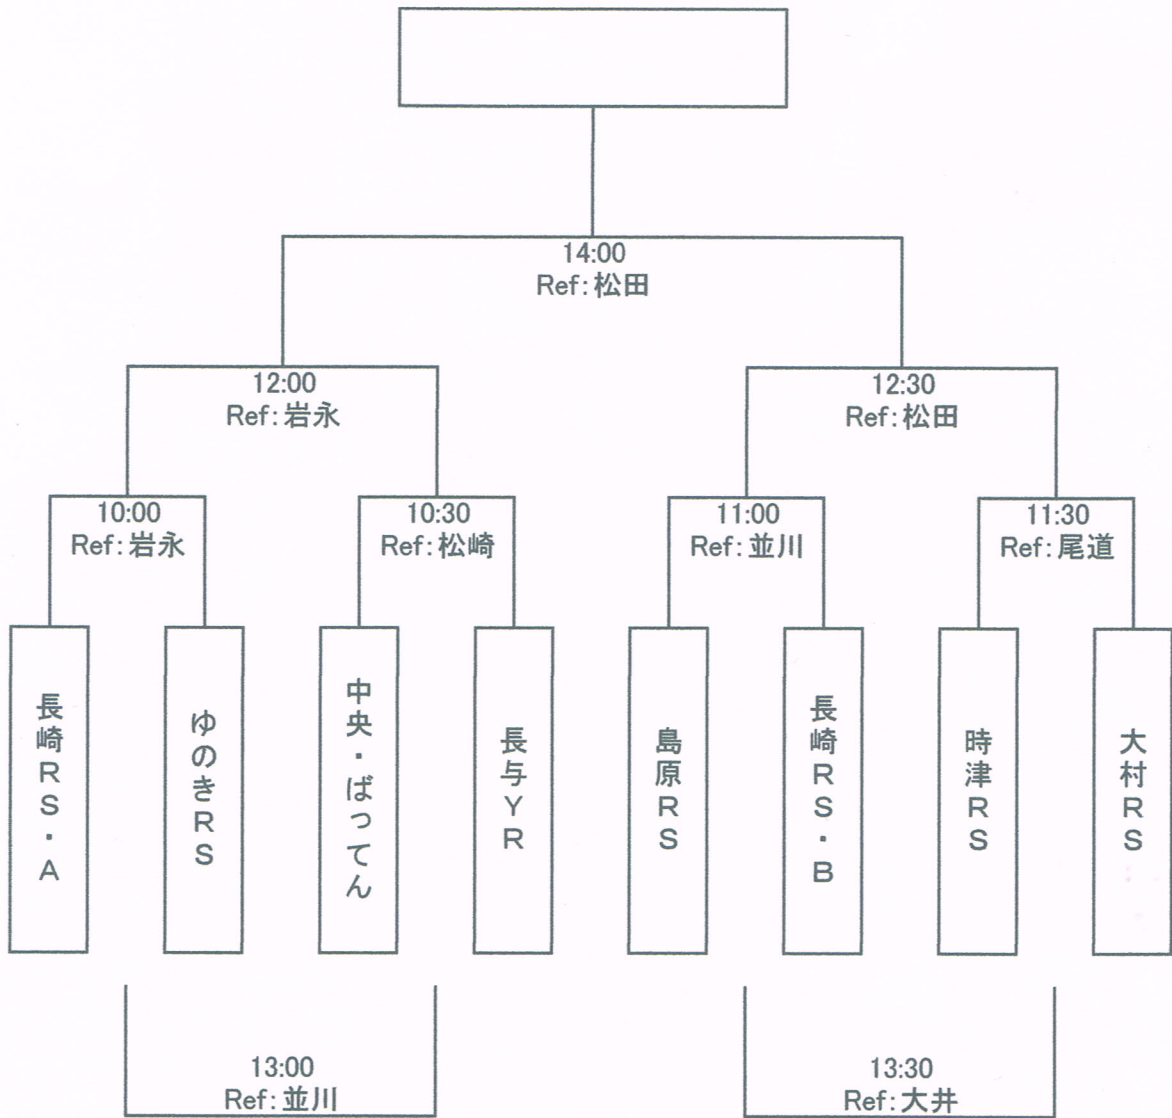 14:00
Ref:松田
12:00
Ref:岩永
12:30
Ref:松田
10:00
Ref:岩永
10:30
Ref:松崎
11:00
Ref:並川
11:30
Ref:尾道
長崎RS・A
ゆのきRS
中央・ばってん
長与YR
島原RS
長崎RS・B
時津RS
大村RS
13:00
Ref:並川
13:30
Ref:大井